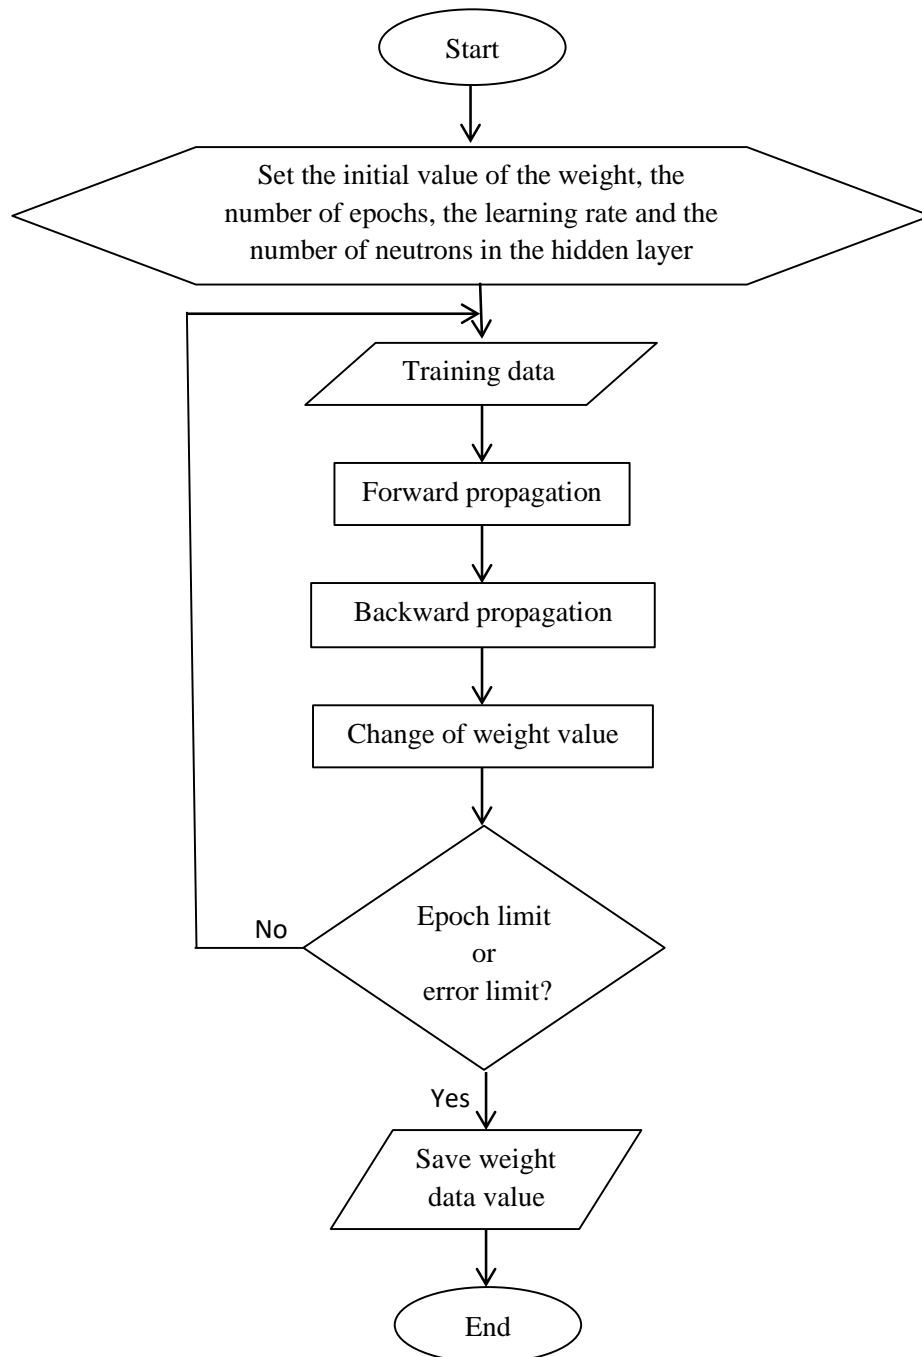 Start
Set the initial value of the weight, the
number of epochs, the learning rate and the
number of neutrons in the hidden layer
Training data
Forward propagation
Backward propagation
Change of weight value
Epoch limit
or
error limit?
No
Yes
Save weight
data value
End